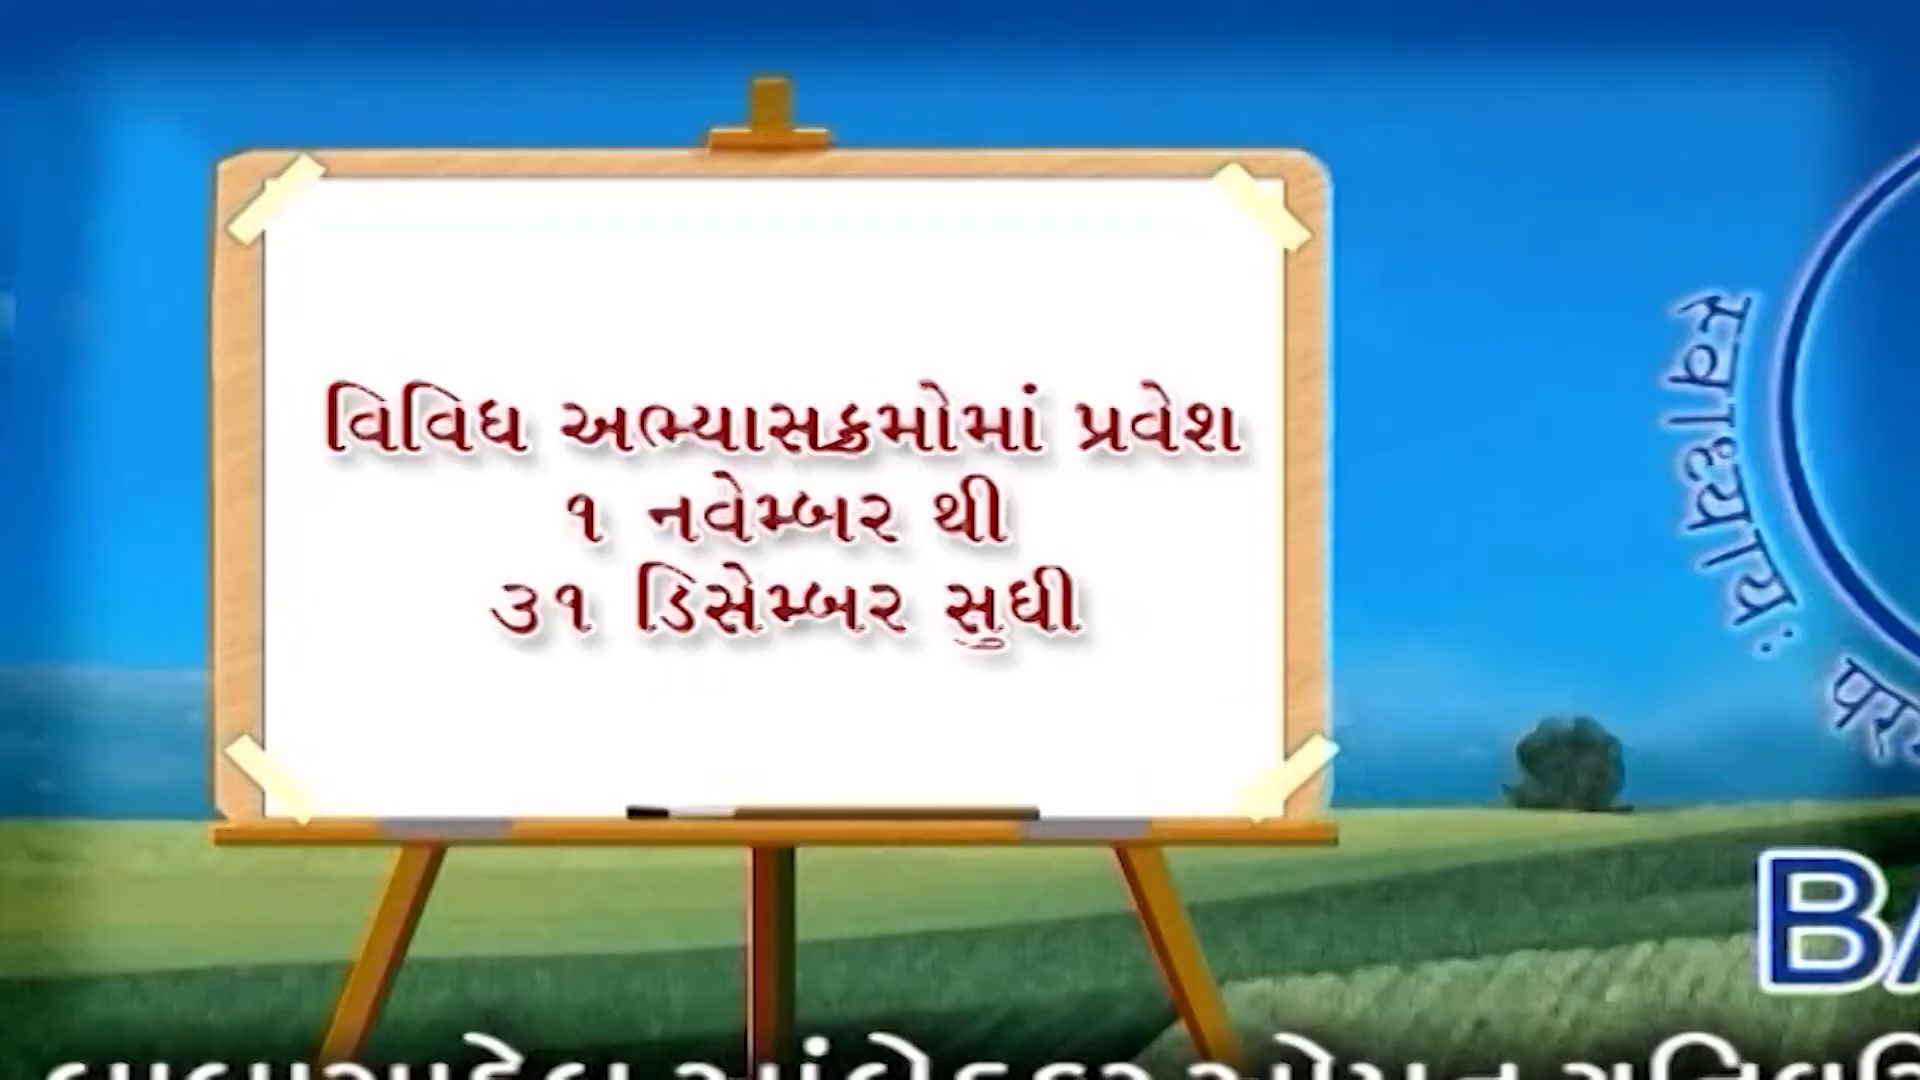 વિવિધ અભ્યાસક્રમોમાં પ્રવેશ
૧ નવેમ્બર થી
૩૧ ડિસેમ્બર સુધી
स्वाध्यायः